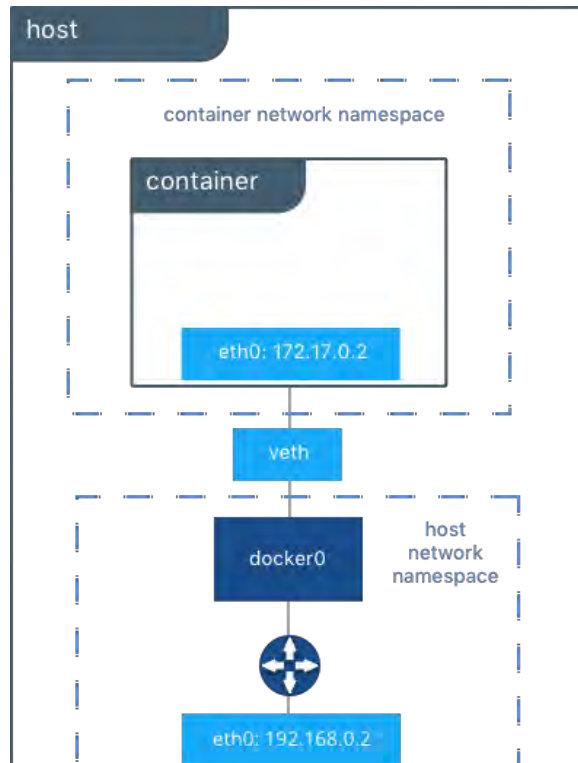 host
container network namespace
container
eth0: 172.17.0.2
veth
docker0
host
network
namespace
eth0: 192.168.0.2